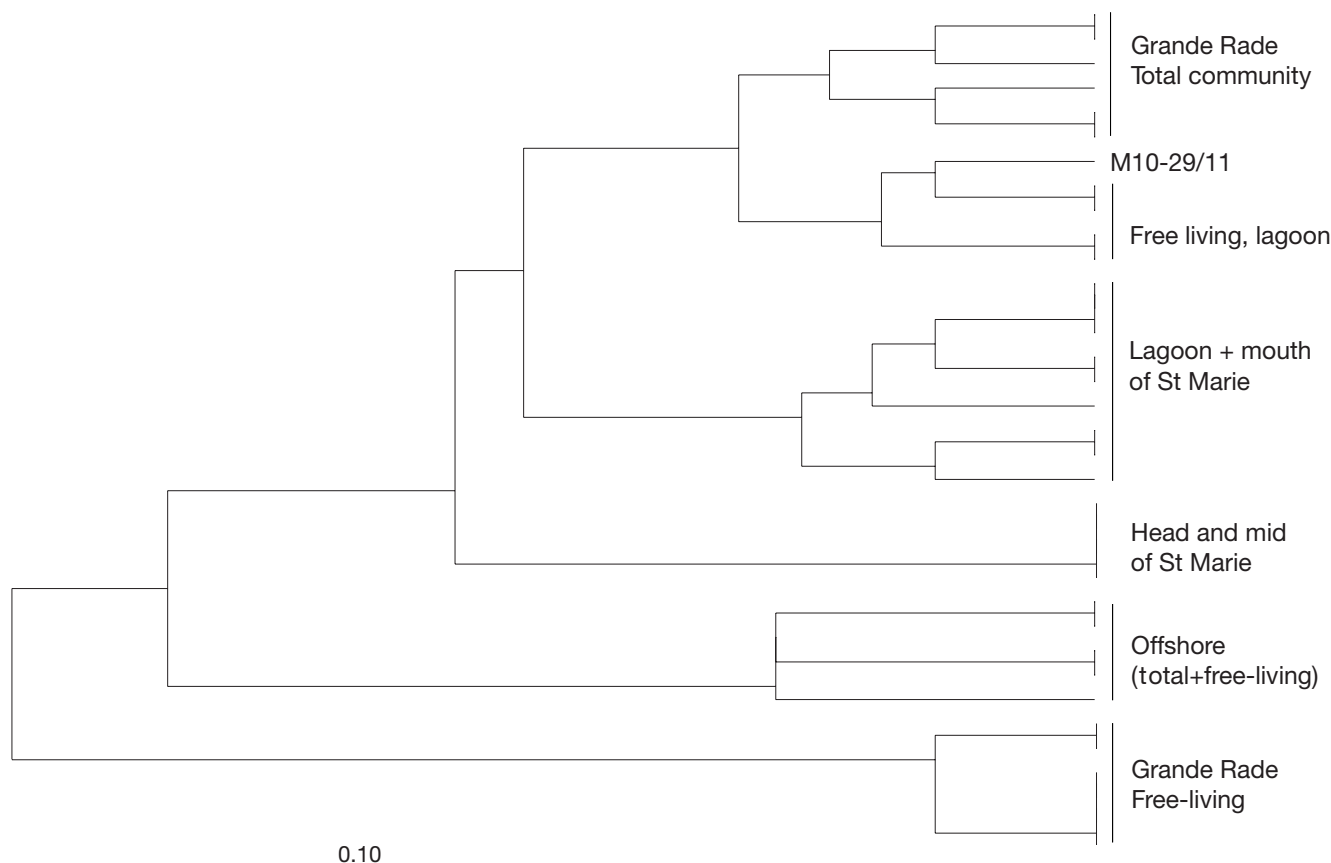 Grande Rade
Total community
M10-29/11
Free living, lagoon
Lagoon + mouth
of St Marie
Head and mid
of St Marie
Offshore
(total+free-living)
Grande Rade
Free-living
0.10